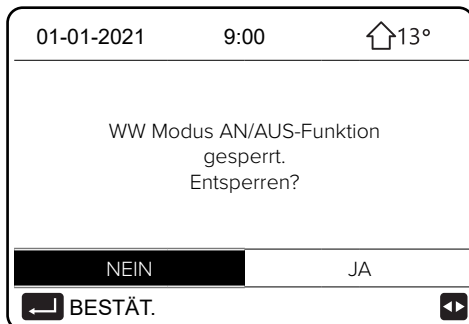 01-01-2021 9:00 13°
WW Modus AN/AUS-Funktion
gesperrt.
Entsperren?
NEIN JA
BESTÄT.